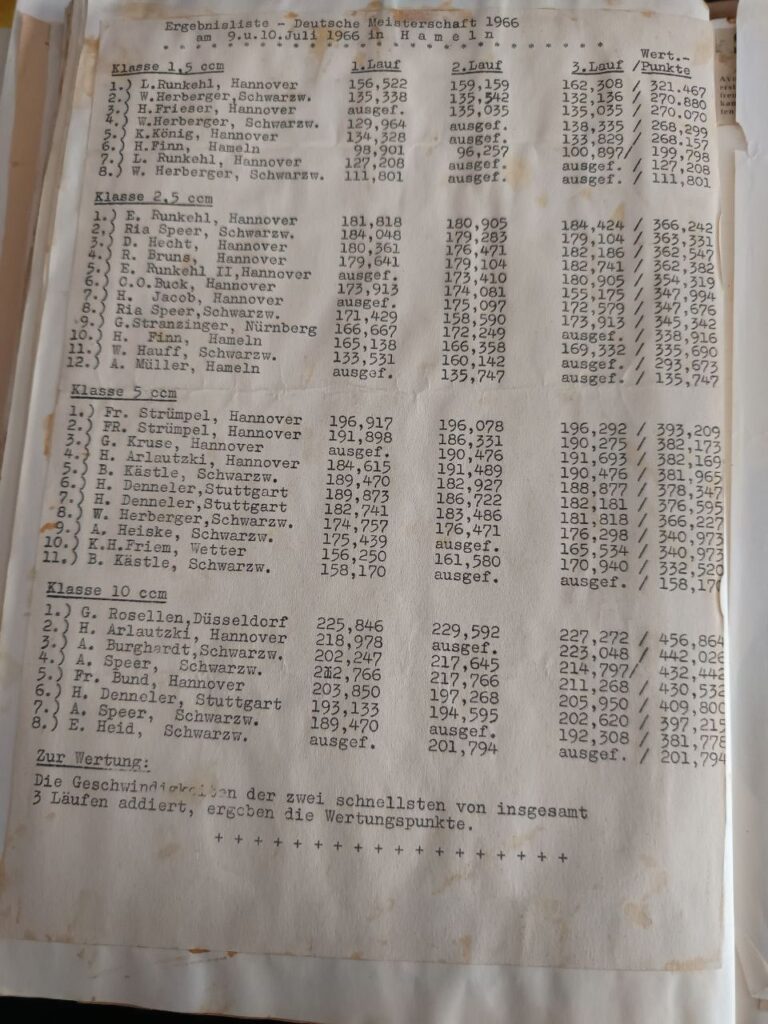 Ergebnisliste - Deutsche Meisterschaft 1966
am 9.u.10.Juli 1966 in H a m e l n
* * * * * * * * * * * * * * * * * * * * * * * *
Wert.-
Klasse 1,5 ccm 1.Lauf 2.Lauf 3.Lauf /Punkte
1.) L.Runkehl, Hannover 156,522 159,159 162,308 / 321.467
2.) W.Herberger,Schwarzw. 135,338 135,542 132,136 / 270.880
3.) H.Frieser, Hannover ausgef. 135,035 135,035 / 270.070
4.) W.Herberger, Schwarzw. 129,964 ausgef. 138,335 / 268,299
5.) K.König, Hannover 134,328 ausgef. 133,829 / 268.157
6.) H.Finn, Hameln 98,901 96,257 100,897/ 199,798
7.) L. Runkehl, Hannover 127,208 ausgef. ausgef. / 127,208
8.) W. Herberger, Schwarzw. 111,801 ausgef. ausgef. / 111,801
Klasse 2,5 ccm
1.) E. Runkehl, Hannover 181,818 180,905 184,424 / 366,242
2,) Ria Speer, Schwarzw. 184,048 179,283 179,104 / 363,331
3.) D. Hecht, Hannover 180,361 176,471 182,186 / 362,547
4.) R. Bruns, Hannover 179,641 179,104 182,741 / 362,382
5.) E. Runkehl II,Hannover ausgef. 173,410 180,905 / 354,319
6.) C.O.Buck, Hannover 173,913 174,081 155,175 / 347,994
7.) H. Jacob, Hannover ausgef. 175,097 172,579 / 347,676
8.) Ria Speer,Schwarzw. 171,429 158,590 173,913 / 345,342
9.) G.Stranzinger, Nürnberg 166,667 172,249 ausgef. / 338,916
10.) H. Finn, Hameln 165,138 166,358 169,332 / 335,690
11.) W. Hauff, Schwarzw. 133,531 160,142 ausgef. / 293,673
12.) A. Müller, Hameln ausgef. 135,747 ausgef. / 135,747
Klasse 5 ccm
1.) Fr. Strümpel, Hannover 196,917 196,078 196,292 / 393,209
2.) FR. Strümpel, Hannover 191,898 186,331 190,275 / 382,173
3.) G. Kruse, Hannover ausgef. 190,476 191,693 / 382,169
4.) H. Arlautzki, Hannover 184,615 191,489 190,476 / 381,965
5.) B. Kästle, Schwarzw. 189,470 182,927 188,877 / 378,347
6.) H. Denneler,Stuttgart 189,873 186,722 182,181 / 376,595
7.) H. Denneler,Stuttgart 182,741 183,486 181,818 / 366,227
8.) W. Herberger,Schwarzw. 174,757 176,471 176,298 / 340,973
9.) A. Heiske, Schwarzw. 175,439 ausgef. 165,534 / 340,973
10.) K.H.Friem, Wetter 156,250 161,580 170,940 / 332,520
11.) B. Kästle, Schwarzw. 158,170 ausgef. ausgef. / 158,170
Klasse 10 ccm
1.) G. Rosellen,Düsseldorf 225,846 229,592 227,272 / 456,864
2.) H. Arlautzki, Hannover 218,978 ausgef. 223,048 / 442,026
3.) A. Burghardt,Schwarzw. 202,247 217,645 214,797/ 432,442
4.) A. Speer, Schwarzw. 212,766 217,766 211,268 / 430,532
5.) Fr. Bund, Hannover 203,850 197,268 205,950 / 409,800
6.) H. Denneler, Stuttgart 193,133 194,595 202,620 / 397,215
7.) A. Speer, Schwarzw. 189,470 ausgef. 192,308 / 381,778
8.) E. Heid, Schwarzw. ausgef. 201,794 ausgef. / 201,794
Zur Wertung:
Die Geschwindigkeiten der zwei schnellsten von insgesamt
3 Läufen addiert, ergeben die Wertungspunkte.
+ + + + + + + + + + + + + + + + + +